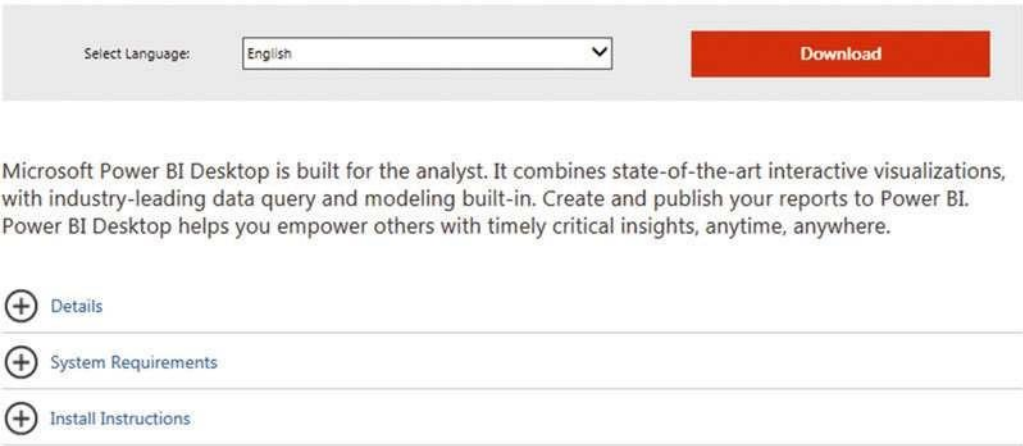 Select Language: English Download
Microsoft Power BI Desktop is built for the analyst. It combines state-of-the-art interactive visualizations,
with industry-leading data query and modeling built-in. Create and publish your reports to Power BI.
Power BI Desktop helps you empower others with timely critical insights, anytime, anywhere.
Details
System Requirements
Install Instructions